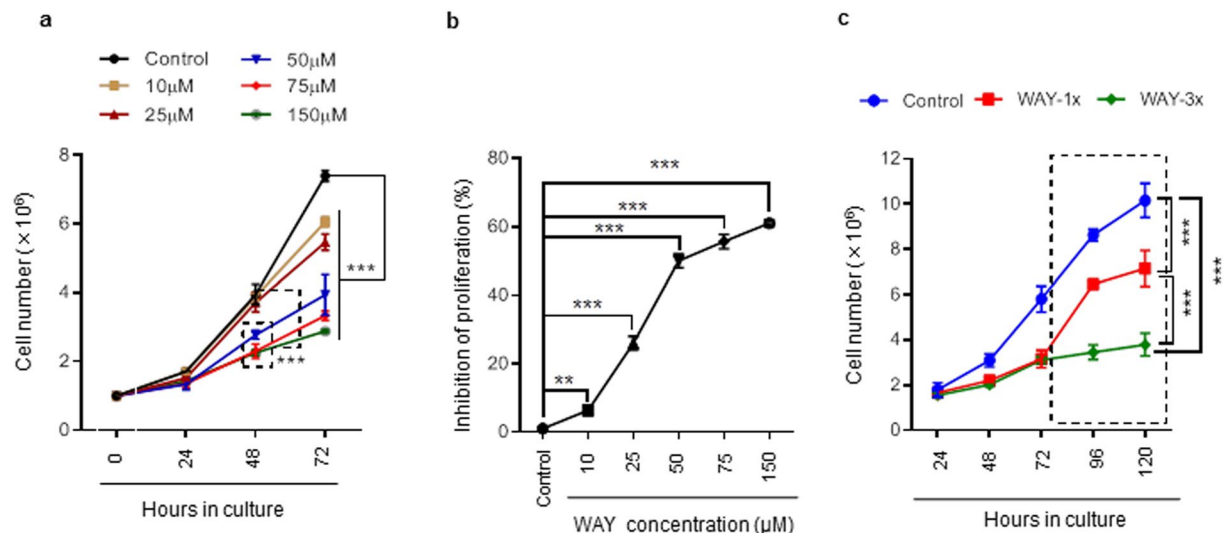 a
Control
10μM
25μM
50μM
75μM
150μM
Cell number (×10⁶)
8
6
4
2
0
***
***
0
24
48
72
Hours in culture
b
Inhibition of proliferation (%)
80
60
40
20
0
***
***
***
***
**
Control
10
25
50
75
150
WAY concentration (μM)
c
Control
WAY-1x
WAY-3x
Cell number (×10⁶)
12
10
8
6
4
2
0
***
***
***
24
48
72
96
120
Hours in culture